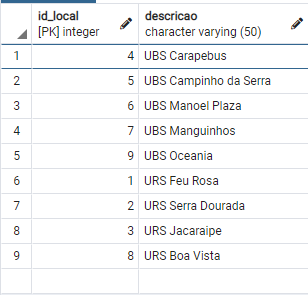 id_local descricao
[PK] integer character varying (50)
1 4 UBS Carapebus
2 5 UBS Campinho da Serra
3 6 UBS Manoel Plaza
4 7 UBS Manguinhos
5 9 UBS Oceania
6 1 URS Feu Rosa
7 2 URS Serra Dourada
8 3 URS Jacaraipe
9 8 URS Boa Vista